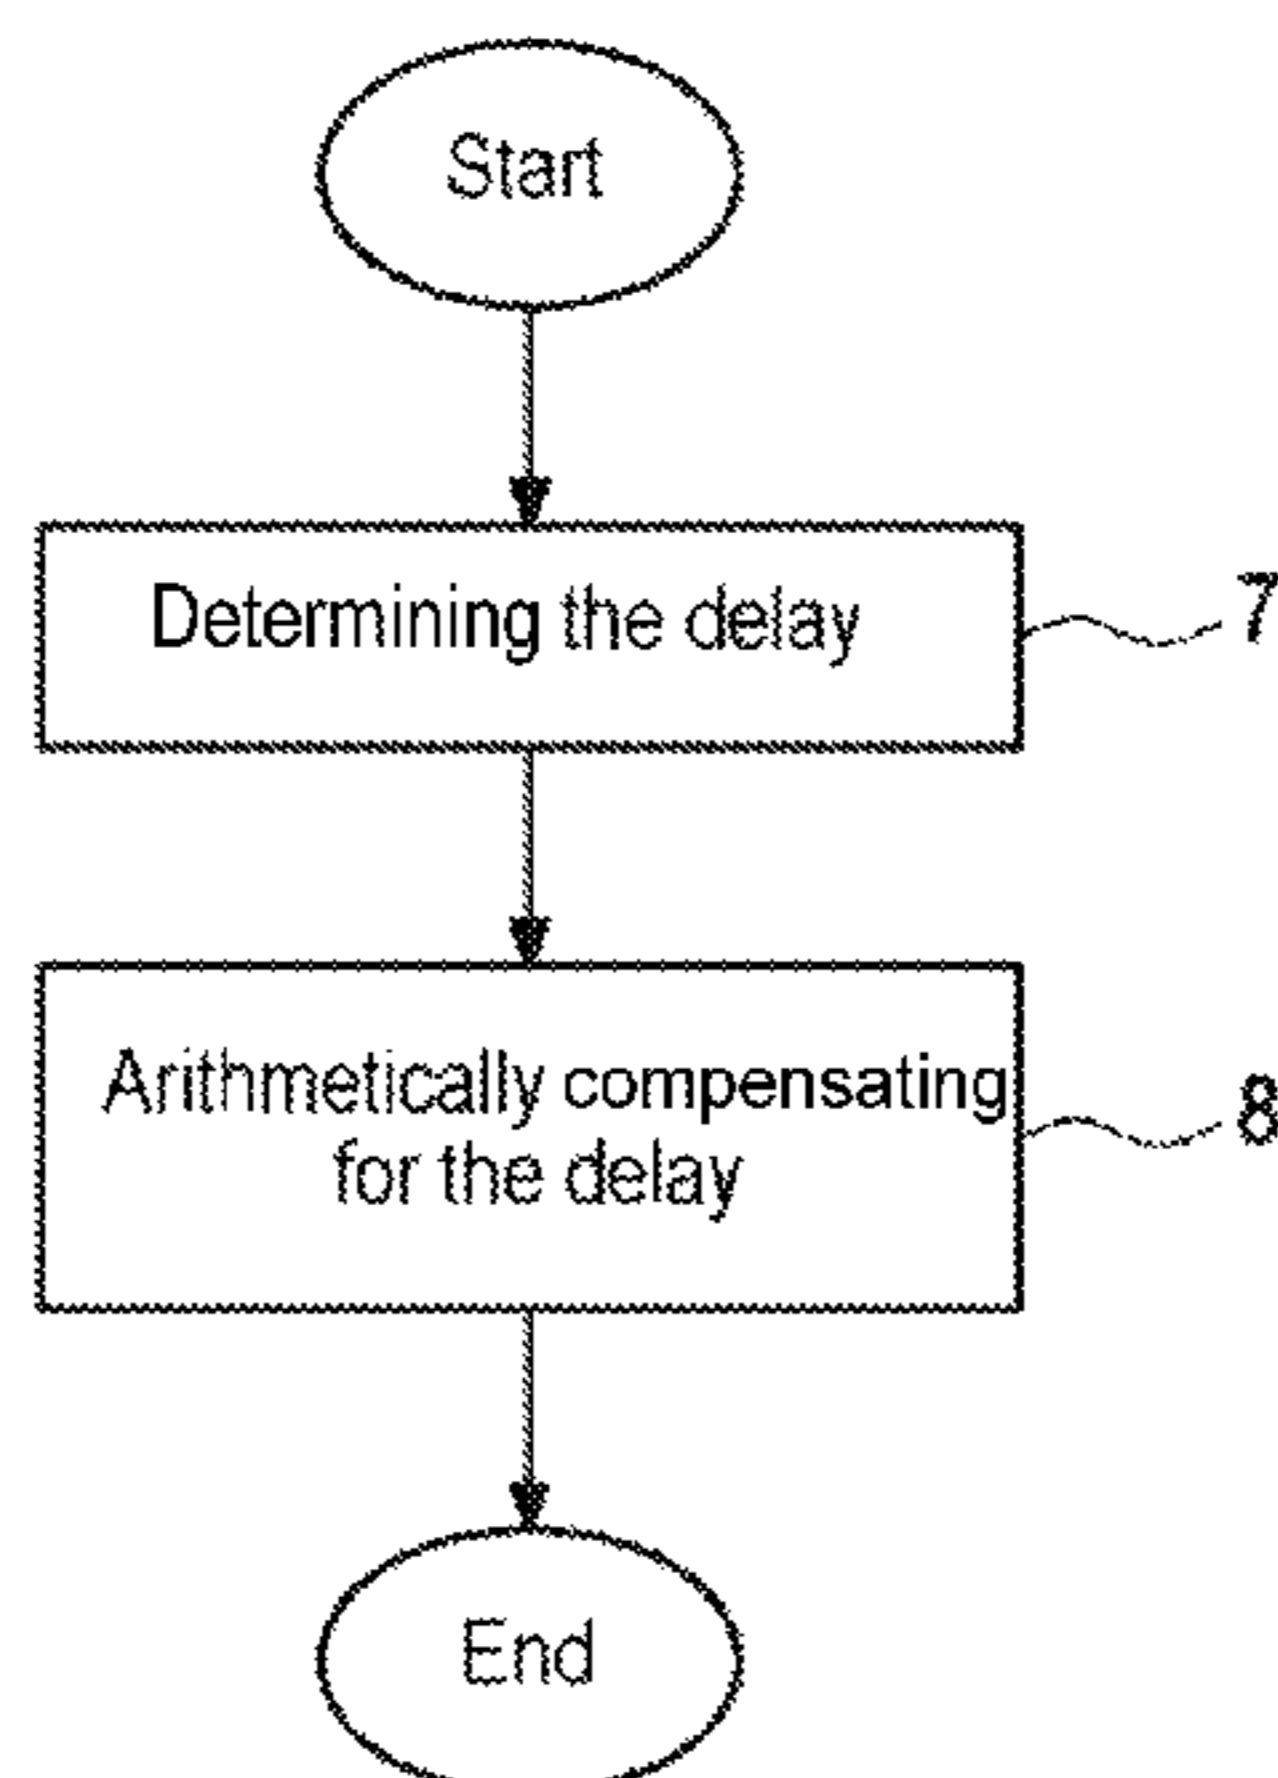 Start
Determining the delay
7
Arithmetically compensating
for the delay
8
End